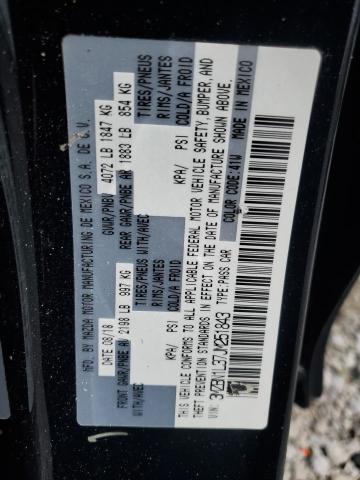 MFD. BY MAZDA MOTOR MANUFACTURING DE MEXICO S.A. DE C.V.
DATE: 08/18 GVWR/PNBV 4072 LB 1847 KG
FRONT GAWR/PNBE AV 2198 LB 997 KG REAR GAWR/PNBE AR 1883 LB 854 KG
WITH/AVEC TIRES/PNEUS WITH/AVEC TIRES/PNEUS
RIMS/JANTES RIMS/JANTES
KPA/ PSI COLD/A FROID KPA/ PSI COLD/A FROID
THIS VEHICLE CONFORMS TO ALL APPLICABLE FEDERAL MOTOR VEHICLE SAFETY, BUMPER, AND
THEFT PREVENTION STANDARDS IN EFFECT ON THE DATE OF MANUFACTURE SHOWN ABOVE.
VIN: 3MZBN1L37JM251843 TYPE:PASS CAR COLOR CODE:41W MADE IN MEXICO